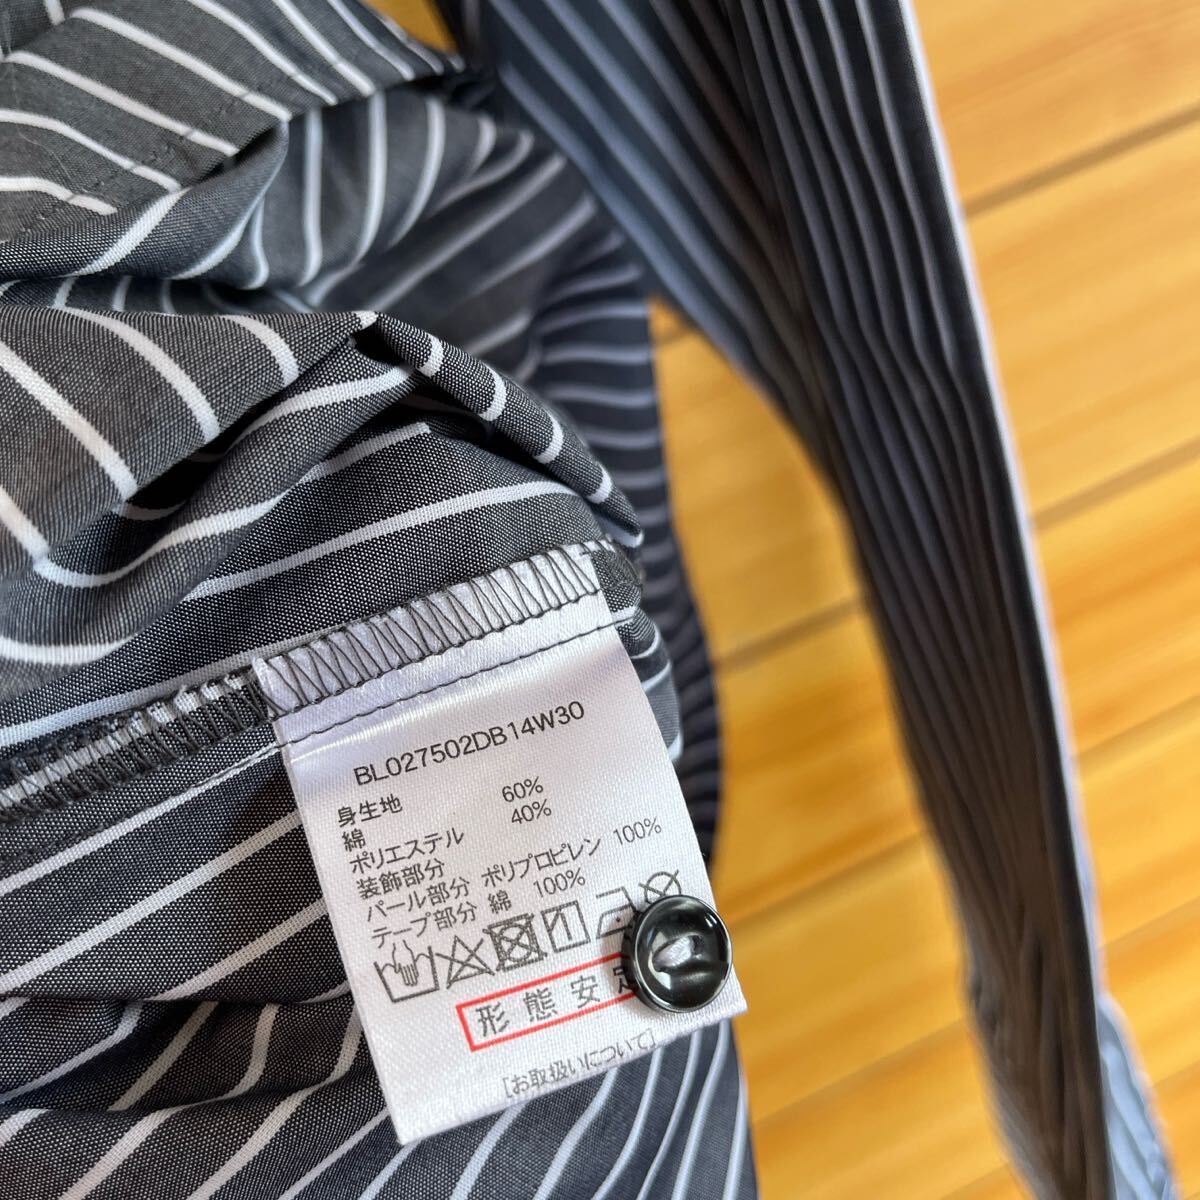 BL027502DB14W30
身生地
綿 60%
ポリエステル 40%
装飾部分
パール部分 ポリプロピレン 100%
テープ部分 綿 100%
形態安定
[お取扱いについて]